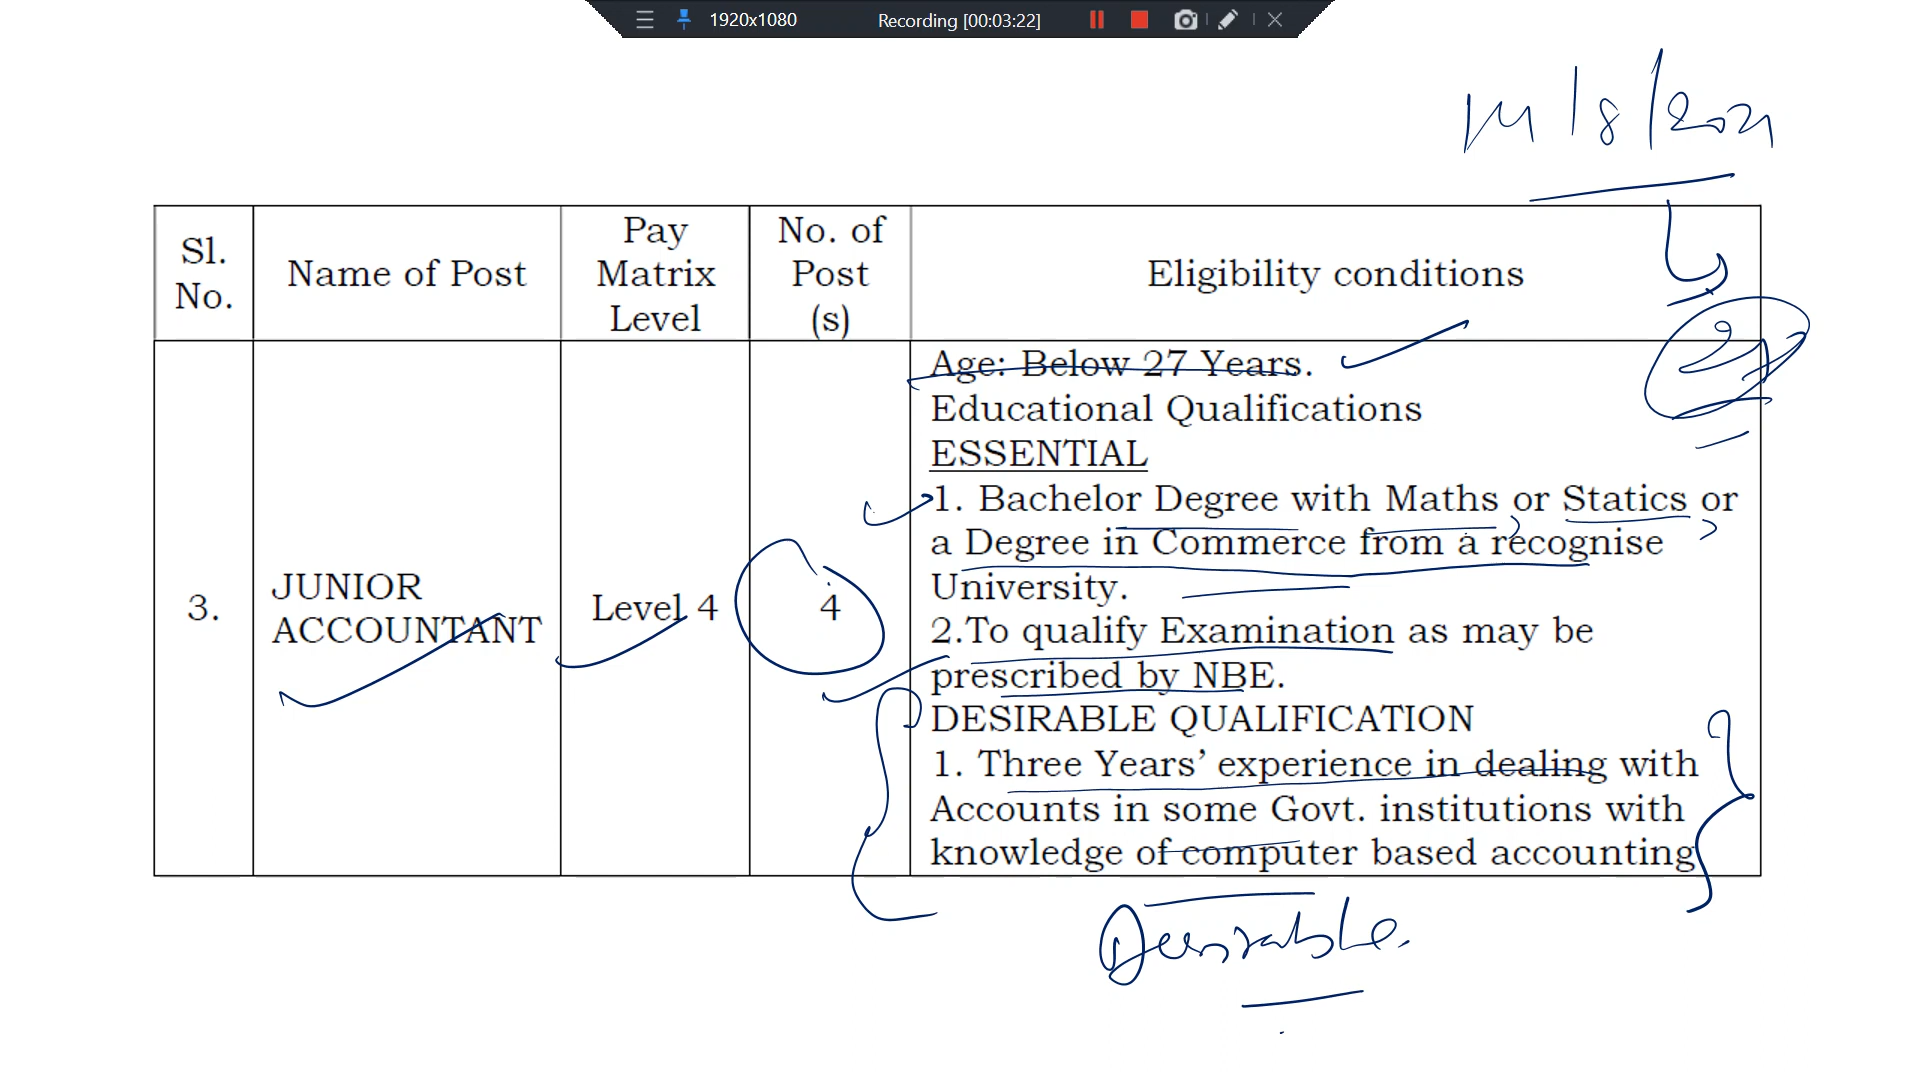 1920x1080 Recording [00:03:22]
14/8/2021
Sl. No.
Name of Post
Pay Matrix Level
No. of Post (s)
Eligibility conditions
27
3.
JUNIOR
ACCOUNTANT
Level 4
4
Age: Below 27 Years.
Educational Qualifications
ESSENTIAL
1. Bachelor Degree with Maths or Statics or
a Degree in Commerce from a recognise
University.
2.To qualify Examination as may be
prescribed by NBE.
DESIRABLE QUALIFICATION
1. Three Years’ experience in dealing with
Accounts in some Govt. institutions with
knowledge of computer based accounting
Desirable.